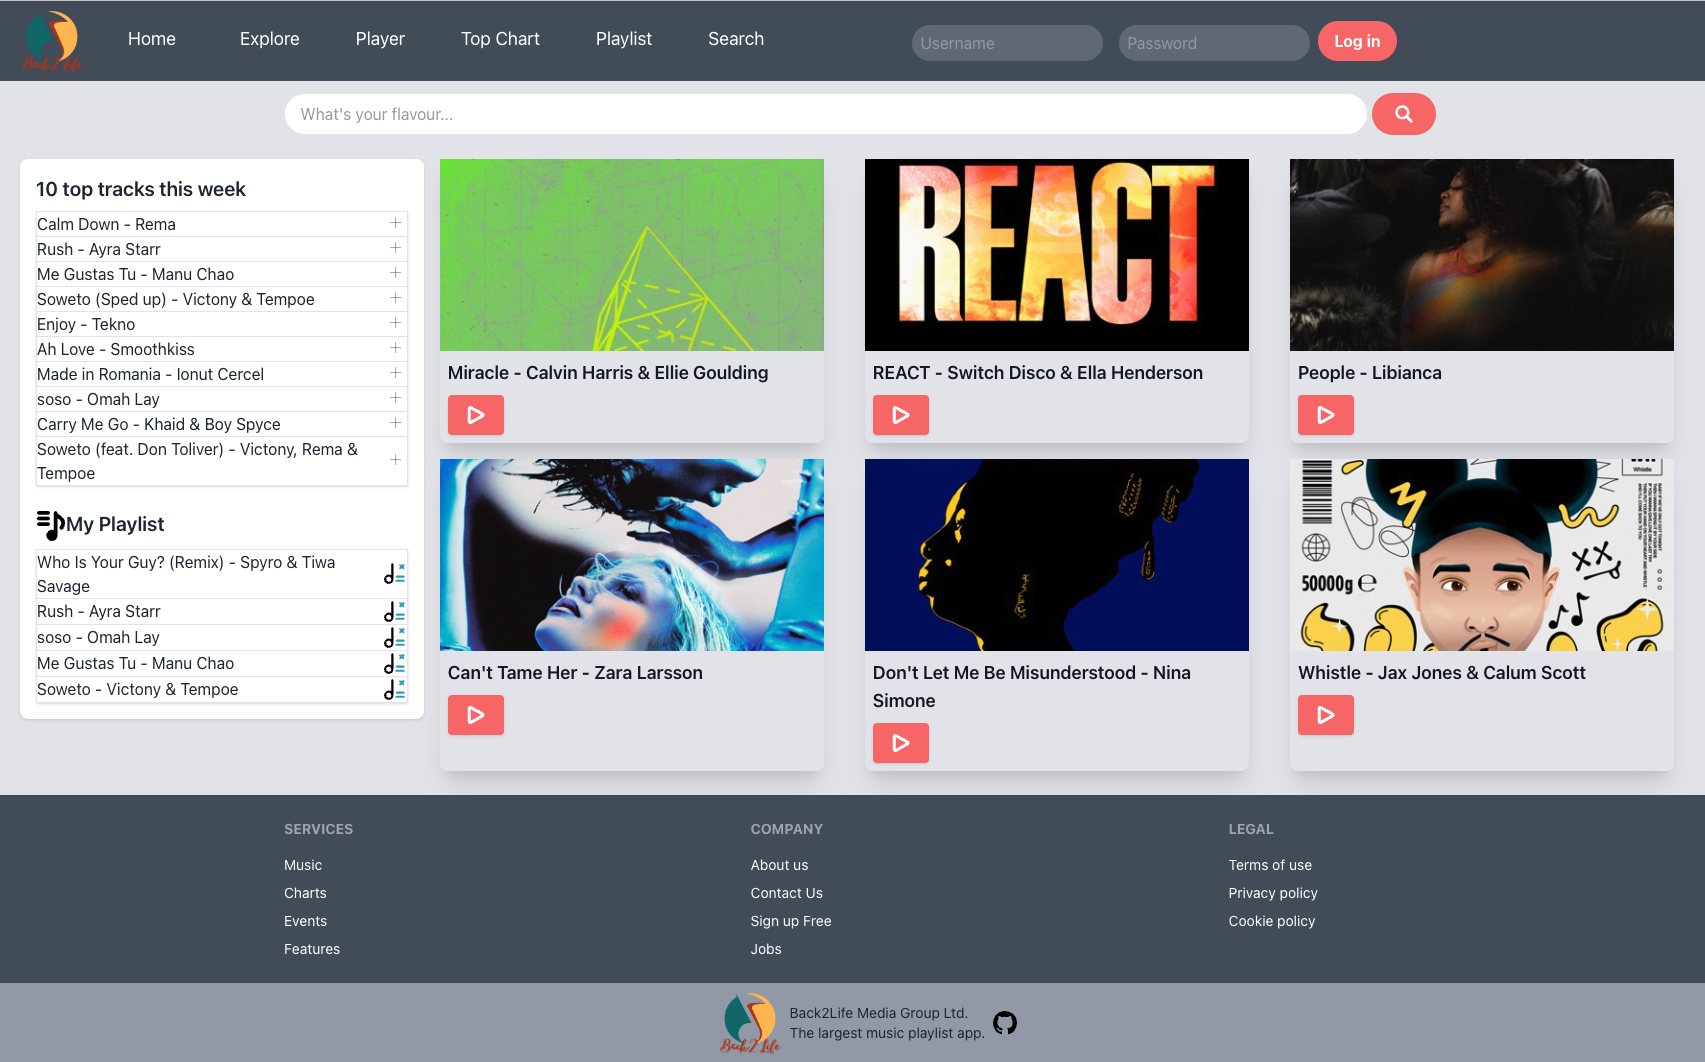 Back2Life
Home
Explore
Player
Top Chart
Playlist
Search
Username
Password
Log in
What's your flavour...
10 top tracks this week
Calm Down - Rema
Rush - Ayra Starr
Me Gustas Tu - Manu Chao
Soweto (Sped up) - Victony & Tempoe
Enjoy - Tekno
Ah Love - Smoothkiss
Made in Romania - Ionut Cercel
soso - Omah Lay
Carry Me Go - Khaid & Boy Spyce
Soweto (feat. Don Toliver) - Victony, Rema &
Tempoe
My Playlist
Who Is Your Guy? (Remix) - Spyro & Tiwa
Savage
Rush - Ayra Starr
soso - Omah Lay
Me Gustas Tu - Manu Chao
Soweto - Victony & Tempoe
Miracle - Calvin Harris & Ellie Goulding
REACT
REACT - Switch Disco & Ella Henderson
People - Libianca
Can't Tame Her - Zara Larsson
Don't Let Me Be Misunderstood - Nina
Simone
Whistle
50000g ℮
Whistle - Jax Jones & Calum Scott
SERVICES
Music
Charts
Events
Features
COMPANY
About us
Contact Us
Sign up Free
Jobs
LEGAL
Terms of use
Privacy policy
Cookie policy
Back2Life
Back2Life Media Group Ltd.
The largest music playlist app.